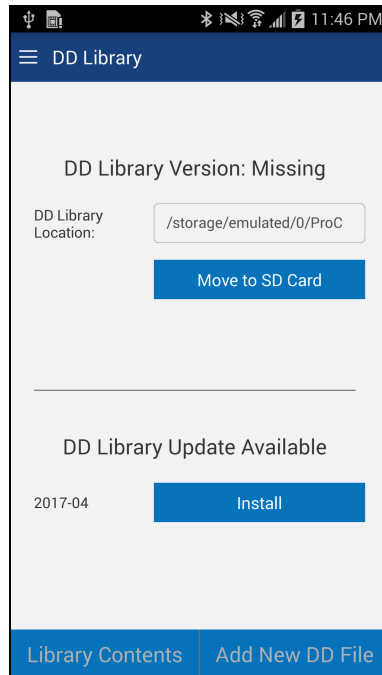 11:46 PM
DD Library
DD Library Version: Missing
DD Library
Location:
/storage/emulated/0/ProC
Move to SD Card
DD Library Update Available
2017-04
Install
Library Contents
Add New DD File